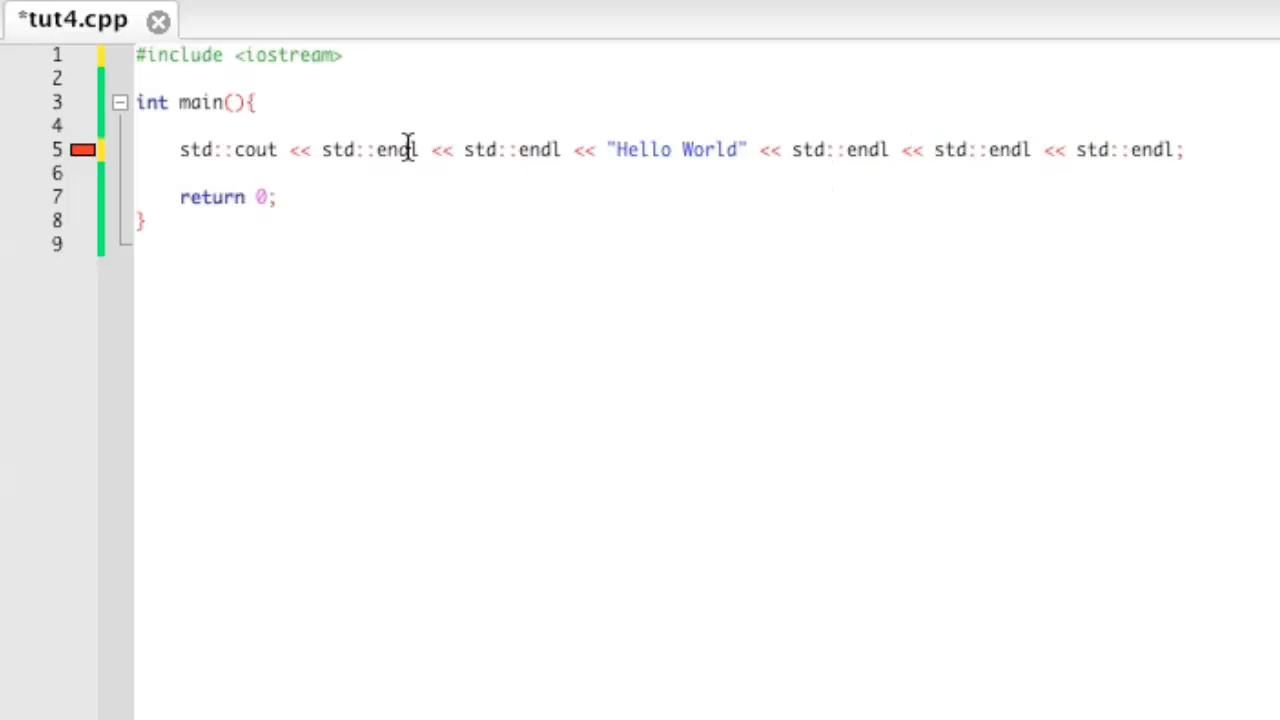 *tut4.cpp
1 #include <iostream>
2
3 int main(){
4
5 std::cout << std::endl << std::endl << "Hello World" << std::endl << std::endl << std::endl;
6
7 return 0;
8 }
9